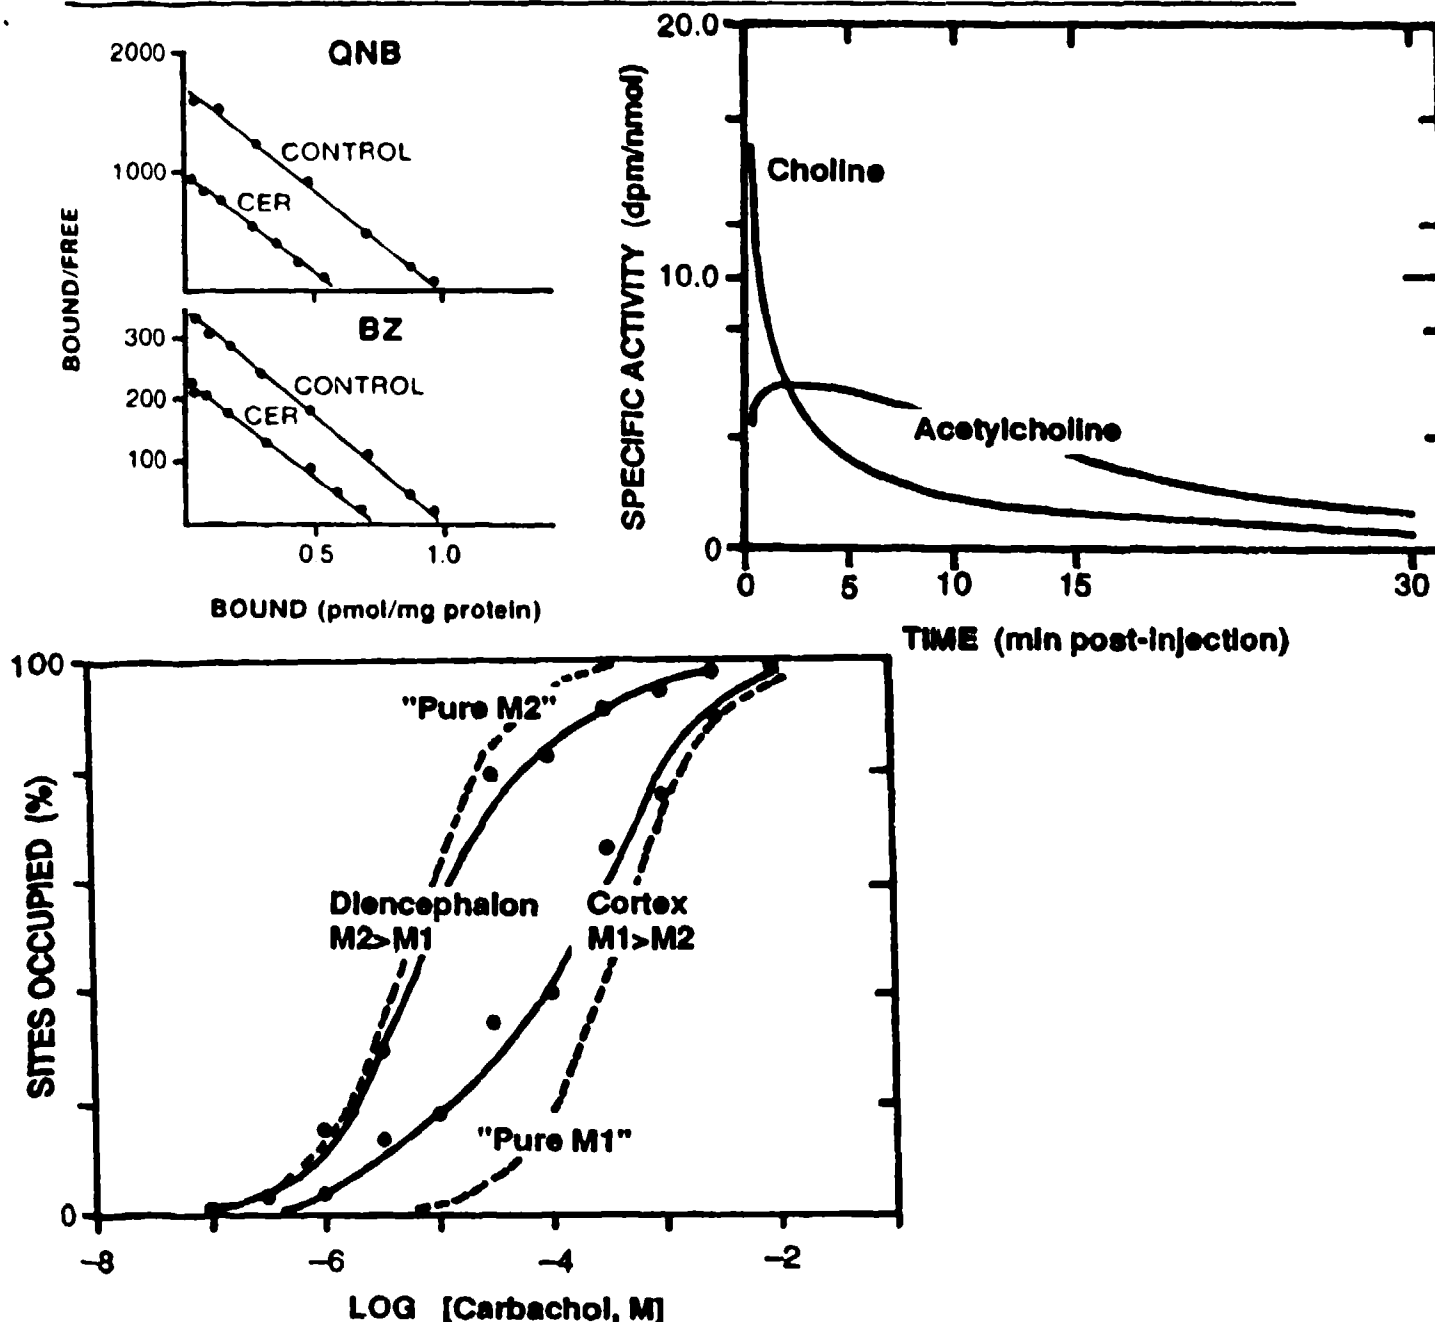 QNB
2000
1000
CONTROL
CER
BOUND/FREE
BZ
300
200
100
CONTROL
CER
0.5 1.0
BOUND (pmol/mg protein)
20.0
10.0
0
SPECIFIC ACTIVITY (dpm/nmol)
Choline
Acetylcholine
0 5 10 15 30
TIME (min post-injection)
100
0
SITES OCCUPIED (%)
"Pure M2"
Diencephalon
M2>M1
Cortex
M1>M2
"Pure M1"
-8 -6 -4 -2
LOG [Carbachol, M]